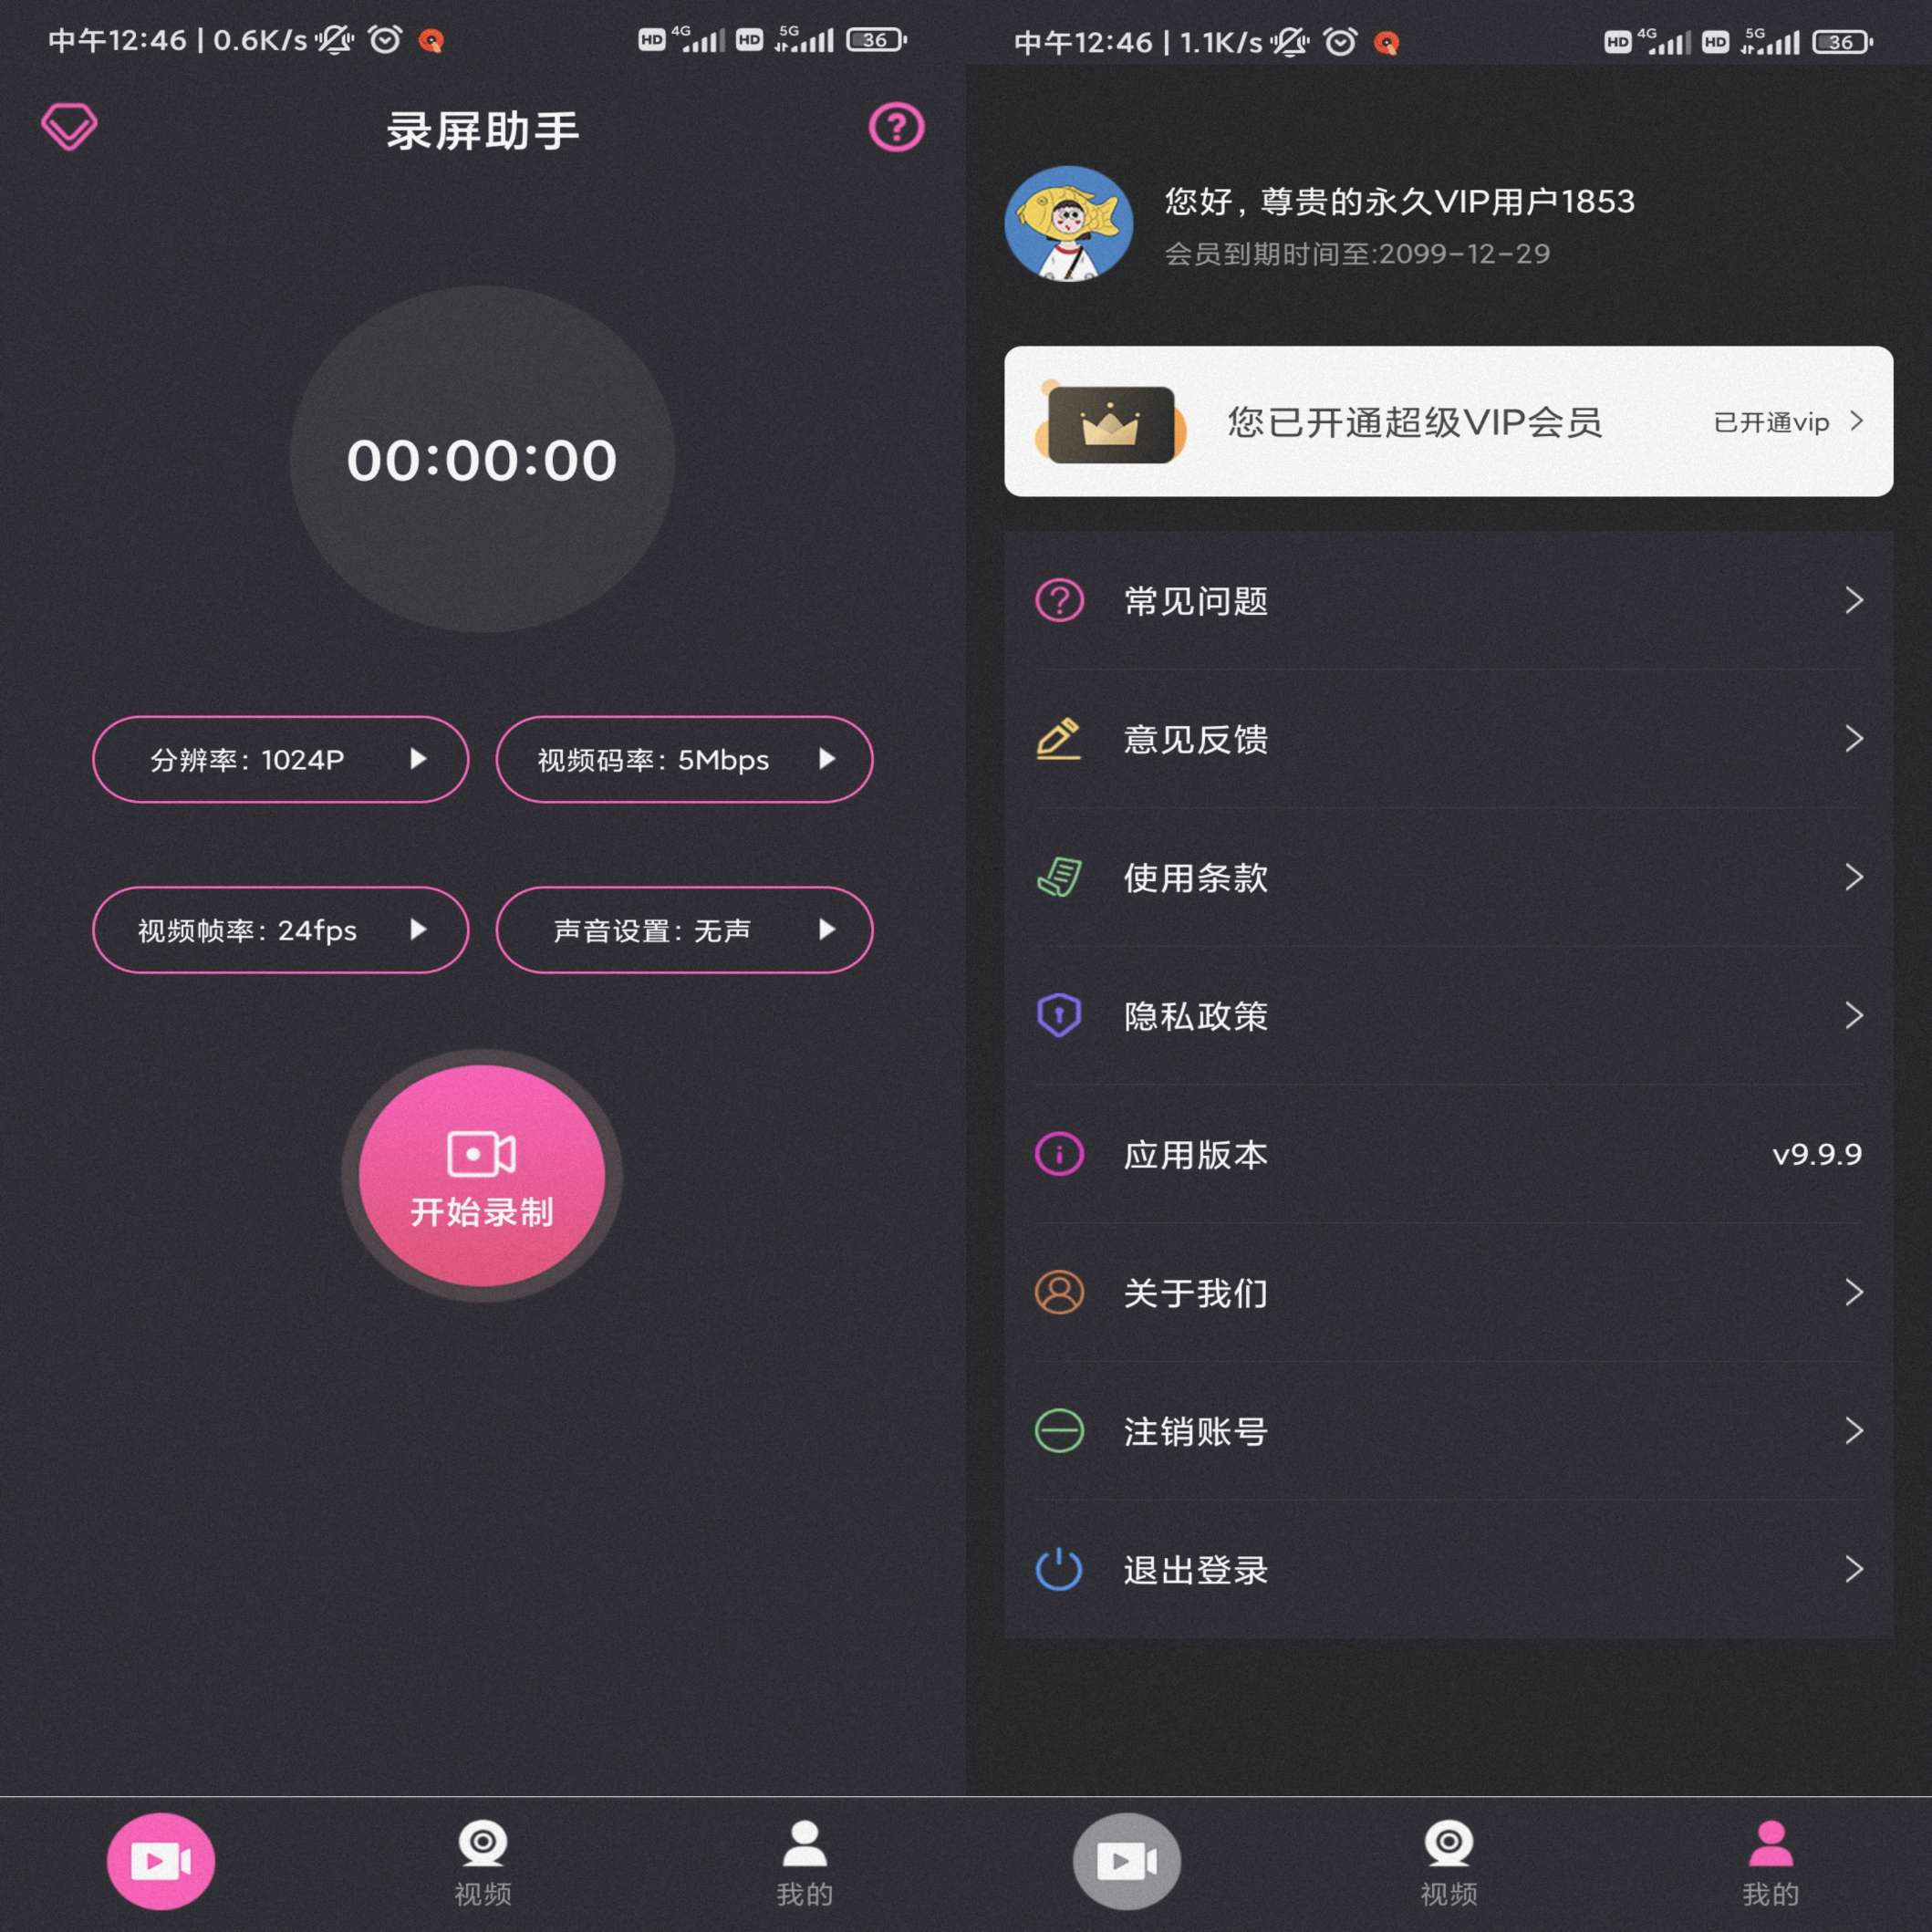 中午12:46 | 0.6K/s
HD 4G HD 5G 36
录屏助手
00:00:00
分辨率: 1024P
视频码率: 5Mbps
视频帧率: 24fps
声音设置: 无声
开始录制
视频
我的
中午12:46 | 1.1K/s
HD 4G HD 5G 36
您好, 尊贵的永久VIP用户1853
会员到期时间至:2099-12-29
您已开通超级VIP会员
已开通vip
常见问题
意见反馈
使用条款
隐私政策
应用版本
v9.9.9
关于我们
注销账号
退出登录
视频
我的